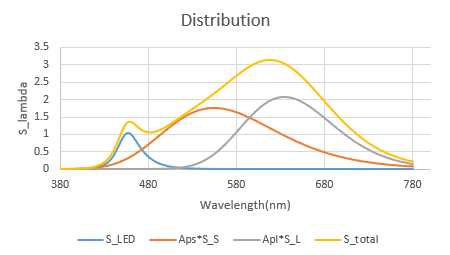 Distribution
3.5
3
2.5
2
1.5
1
0.5
0
S_lambda
380 480 580 680 780
Wavelength(nm)
S_LED Aps*S_S Apl*S_L S_total